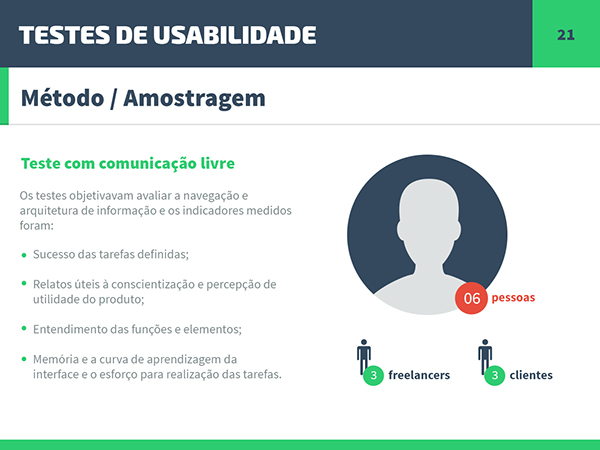 TESTES DE USABILIDADE
21
Método / Amostragem
Teste com comunicação livre
Os testes objetivavam avaliar a navegação e
arquitetura de informação e os indicadores medidos
foram:
• Sucesso das tarefas definidas;
• Relatos úteis à conscientização e percepção de
utilidade do produto;
• Entendimento das funções e elementos;
• Memória e a curva de aprendizagem da
interface e o esforço para realização das tarefas.
06 pessoas
3 freelancers
3 clientes